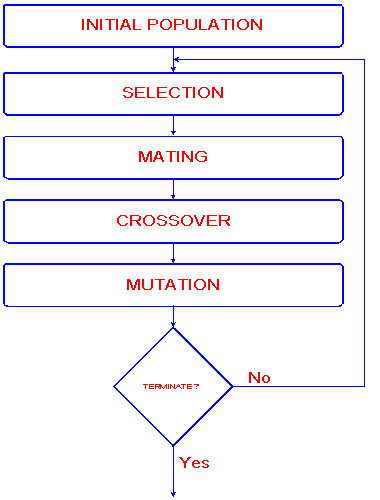 INITIAL POPULATION
SELECTION
MATING
CROSSOVER
MUTATION
TERMINATE?
No
Yes